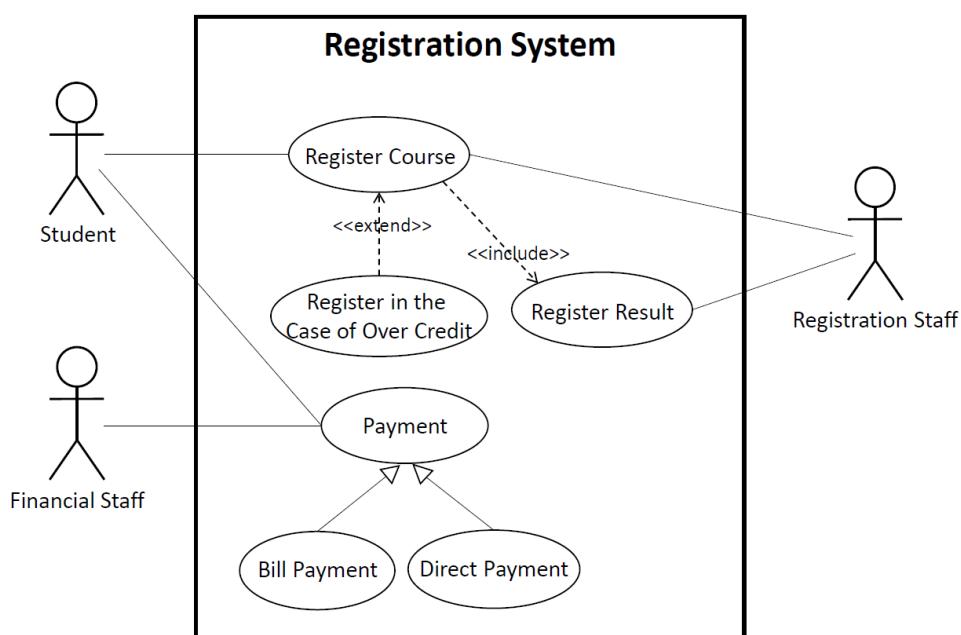 Registration System
Student
Register Course
<<extend>>
<<include>>
Register in the
Case of Over Credit
Register Result
Registration Staff
Payment
Financial Staff
Bill Payment
Direct Payment